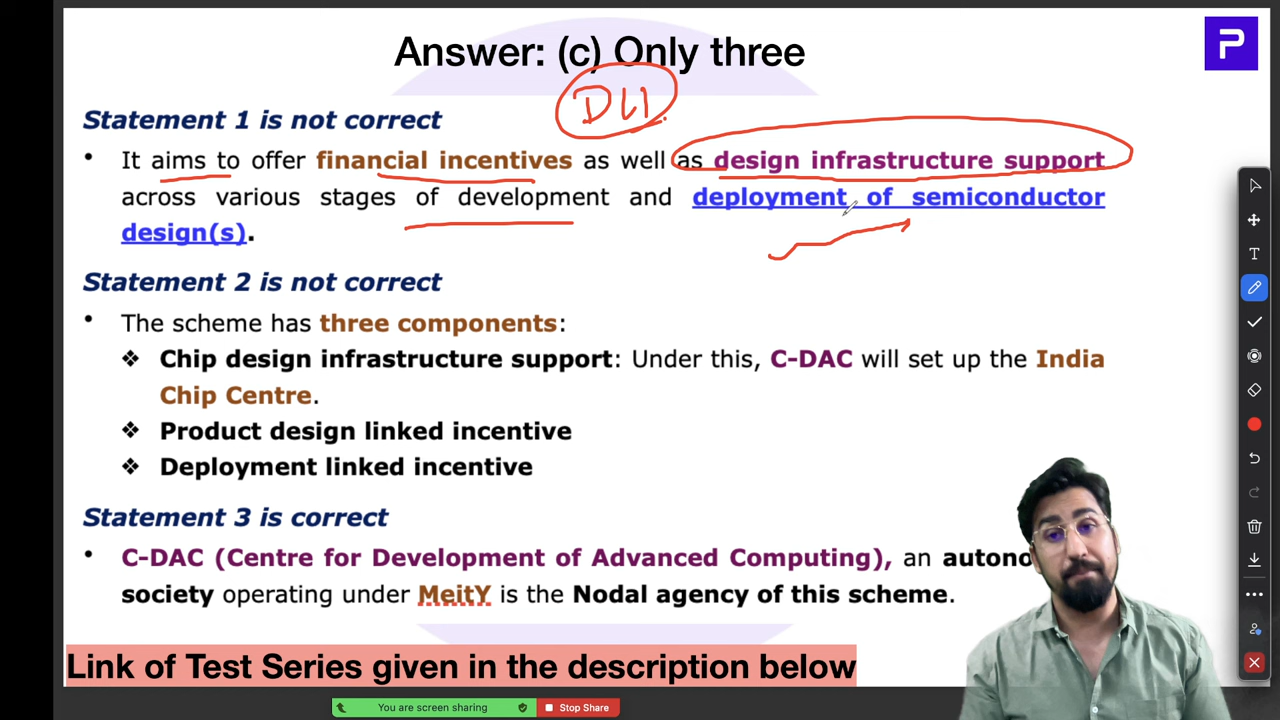 Answer: (c) Only three
P
DLI
Statement 1 is not correct
• It aims to offer financial incentives as well as design infrastructure support
across various stages of development and deployment of semiconductor
design(s).
Statement 2 is not correct
• The scheme has three components:
❖ Chip design infrastructure support: Under this, C-DAC will set up the India
Chip Centre.
❖ Product design linked incentive
❖ Deployment linked incentive
Statement 3 is correct
• C-DAC (Centre for Development of Advanced Computing), an autono
society operating under MeitY is the Nodal agency of this scheme.
Link of Test Series given in the description below
You are screen sharing
Stop Share